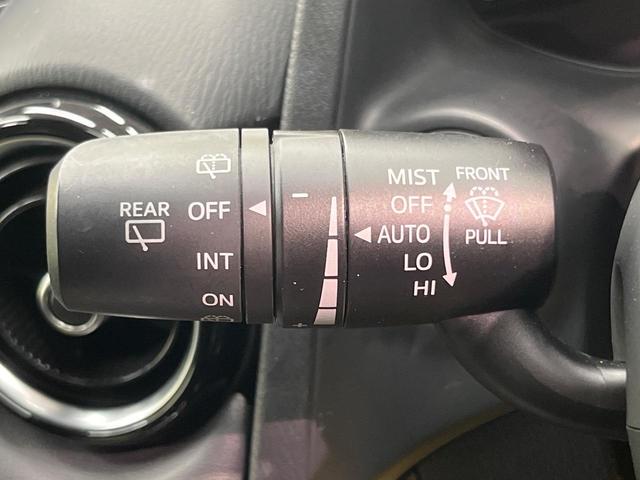 REAR
OFF
INT
ON
−
+
MIST
OFF
AUTO
LO
HI
FRONT
PULL